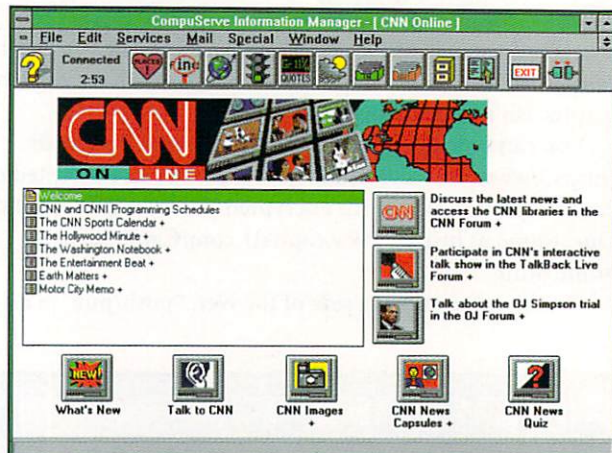 CompuServe Information Manager - [ CNN Online ]
File Edit Services Mail Special Window Help
Connected
2:53
PLACES
!
Find
QUOTES
EXIT
CNN
ON LINE
Welcome
CNN and CNNI Programming Schedules
The CNN Sports Calendar +
The Hollywood Minute +
The Washington Notebook +
The Entertainment Beat +
Earth Matters +
Motor City Memo +
CNN
Discuss the latest news and
access the CNN libraries in the
CNN Forum +
Participate in CNN's interactive
talk show in the TalkBack Live
Forum +
Talk about the OJ Simpson trial
in the OJ Forum +
NEW!
What's New
Talk to CNN
CNN Images
+
CNN News
Capsules +
?
CNN News
Quiz